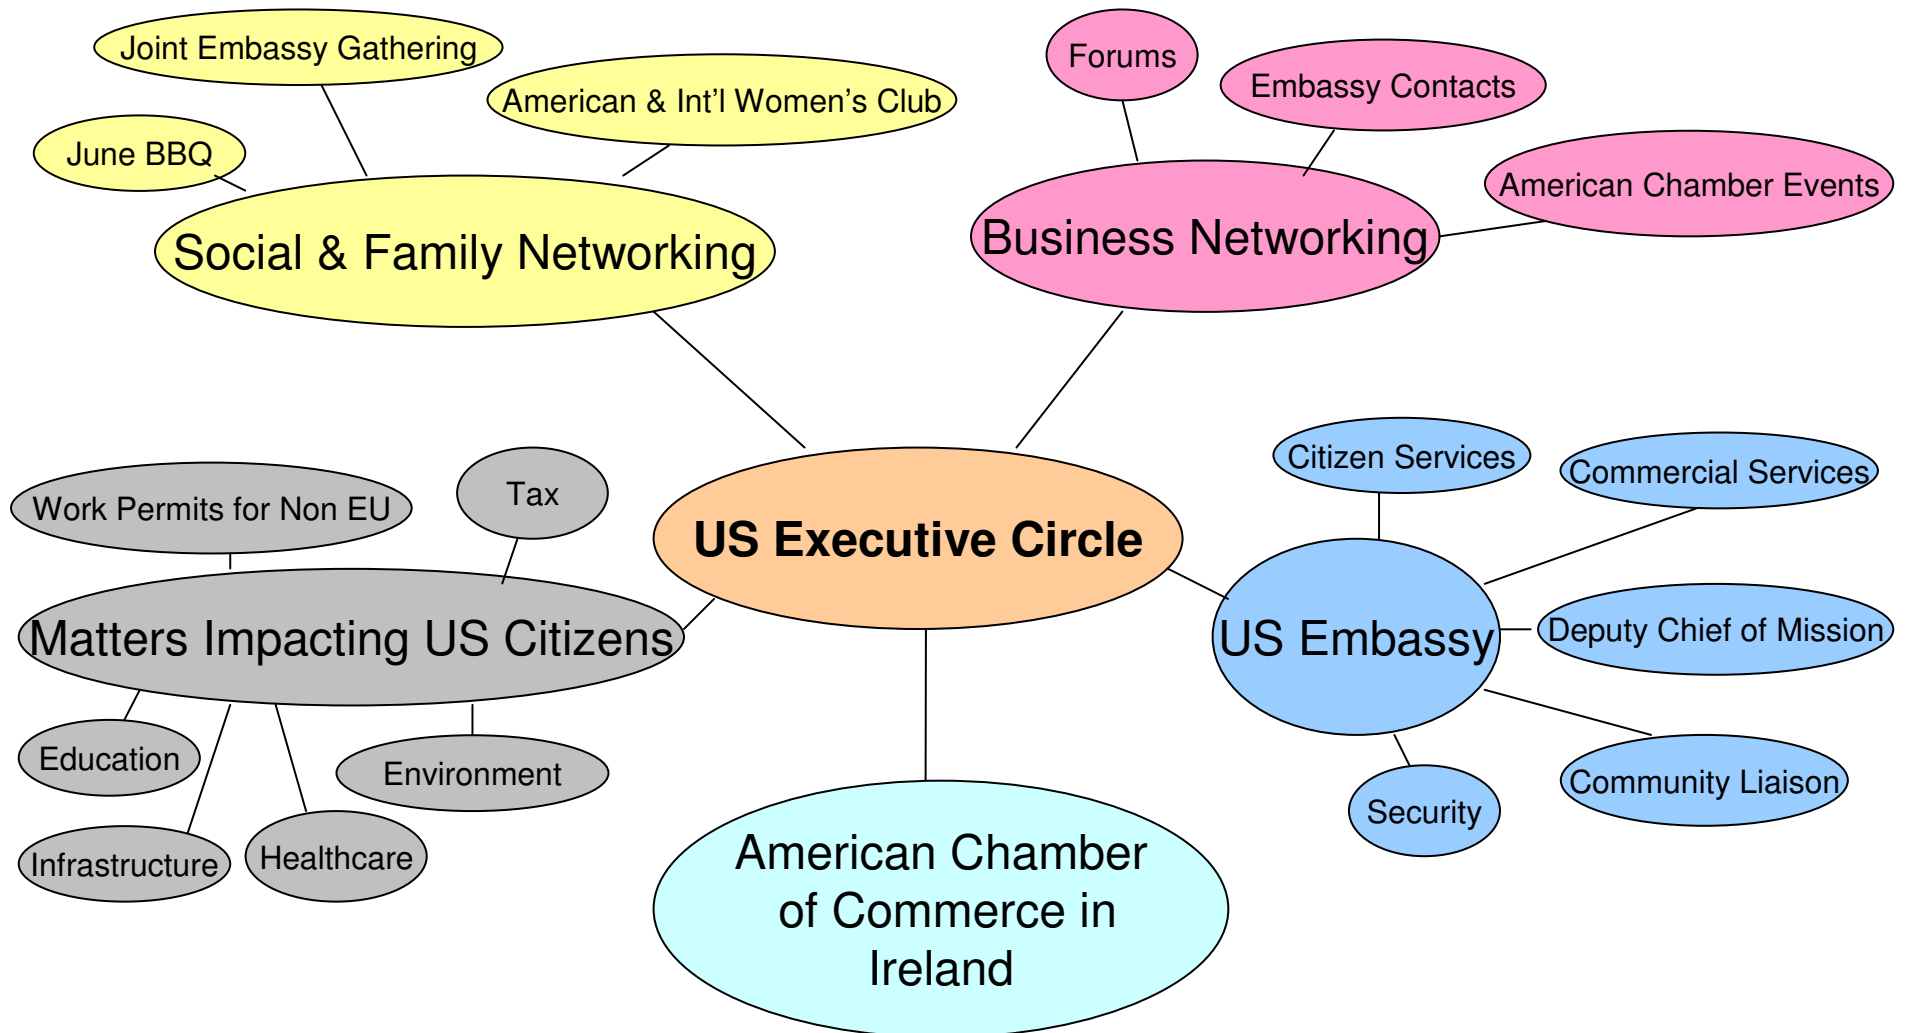 Joint Embassy Gathering
American & Int'l Women's Club
June BBQ
Social & Family Networking
Forums
Embassy Contacts
American Chamber Events
Business Networking
US Executive Circle
Work Permits for Non EU
Tax
Matters Impacting US Citizens
Education
Environment
Infrastructure
Healthcare
Citizen Services
Commercial Services
US Embassy
Deputy Chief of Mission
Community Liaison
Security
American Chamber
of Commerce in
Ireland